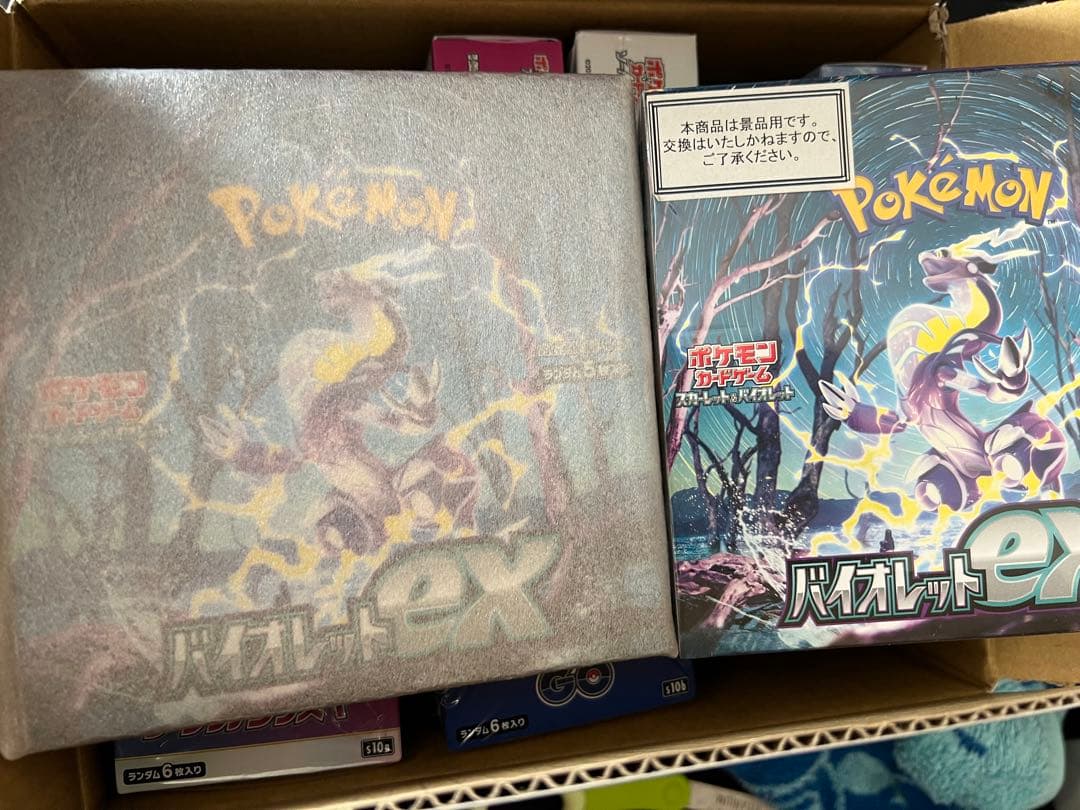 本商品は景品用です。
交換はいたしかねますので、
ご了承ください。
POKÉMON
ポケモン
カードゲーム
スカーレット&バイオレット
バイオレットex
POKÉMON
ポケモン
カードゲーム
ランダム5枚入
バイオレットex
GO
s10b
ランダム6枚入り
s10a
ランダム6枚入り